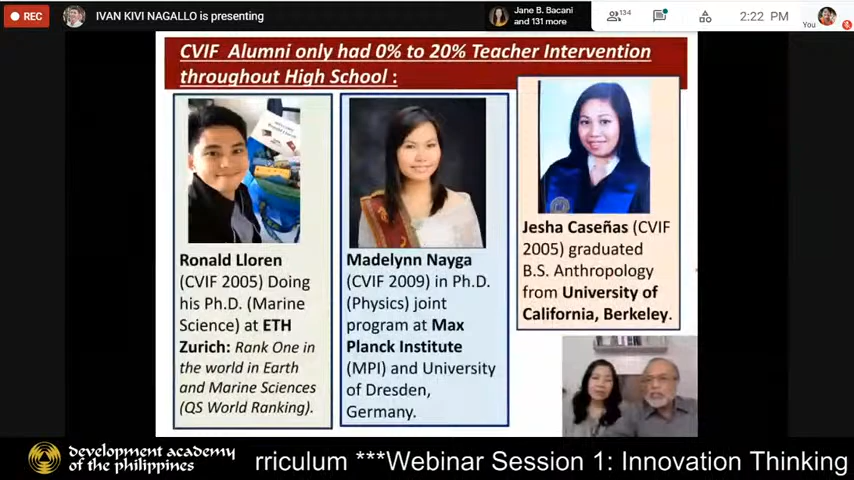 REC
IVAN KIVI NAGALLO is presenting
Jane B. Bacani
and 131 more
134
2:22 PM
You
CVIF Alumni only had 0% to 20% Teacher Intervention
throughout High School :
Ronald Lloren
(CVIF 2005) Doing
his Ph.D. (Marine
Science) at ETH
Zurich: Rank One in
the world in Earth
and Marine Sciences
(QS World Ranking).
Madelynn Nayga
(CVIF 2009) in Ph.D.
(Physics) joint
program at Max
Planck Institute
(MPI) and University
of Dresden,
Germany.
Jesha Caseñas (CVIF
2005) graduated
B.S. Anthropology
from University of
California, Berkeley.
development academy
of the philippines
rriculum ***Webinar Session 1: Innovation Thinking